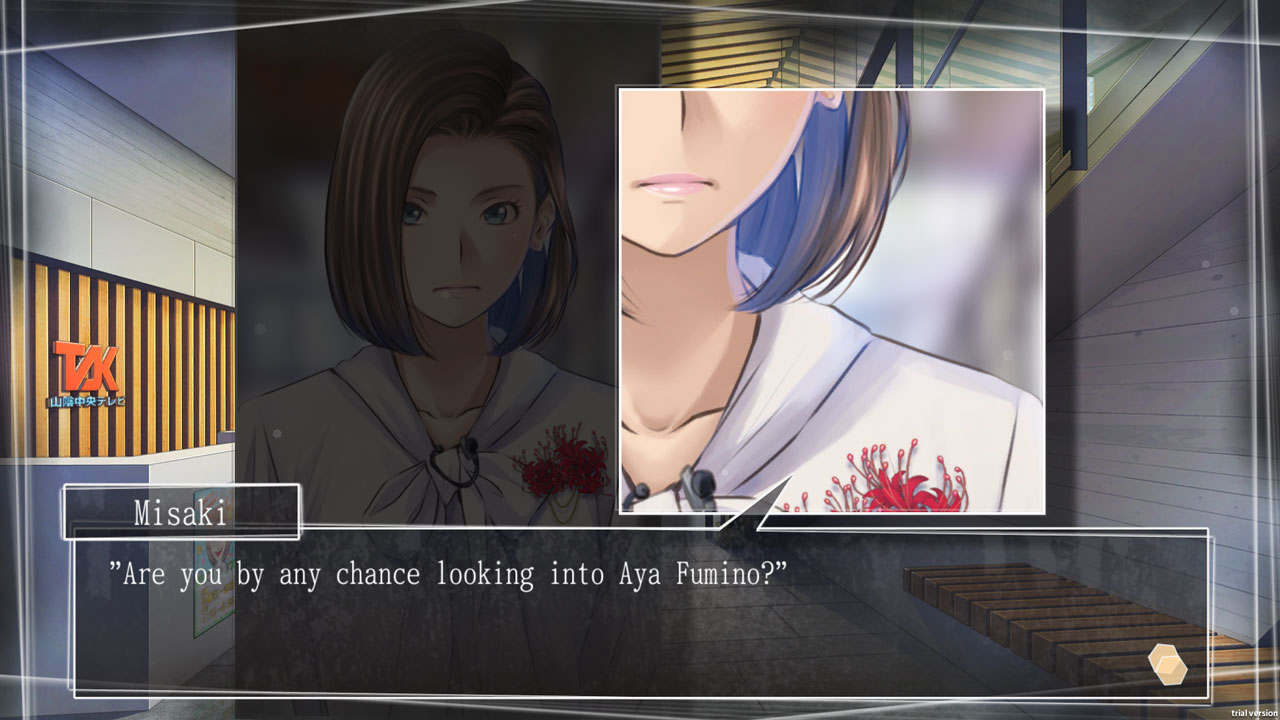 TSK
山陰中央テレビ
Misaki
”Are you by any chance looking into Aya Fumino?”
trial version